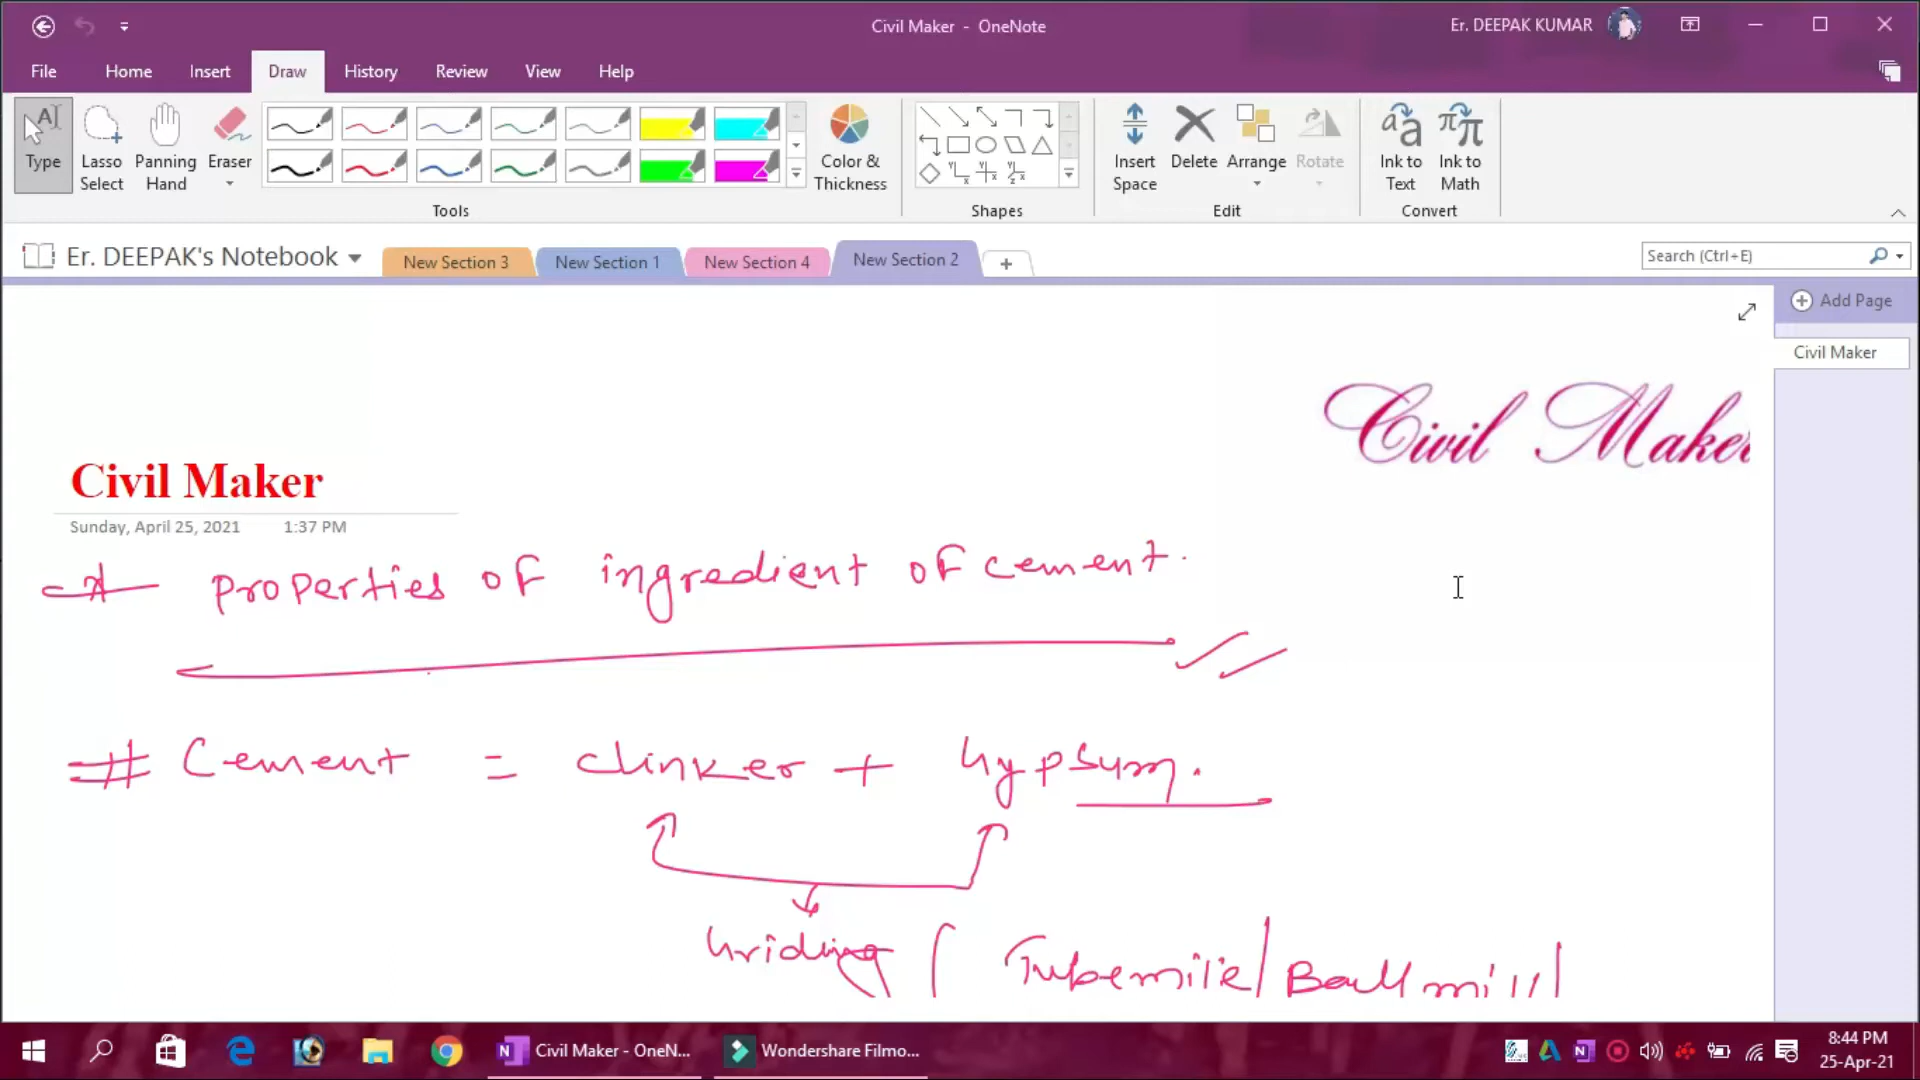 Civil Maker - OneNote
Er. DEEPAK KUMAR
File Home Insert Draw History Review View Help
Type
Lasso Select
Panning Hand
Eraser
Color & Thickness
Insert Space
Delete
Arrange
Rotate
Ink to Text
Ink to Math
Tools
Shapes
Edit
Convert
Er. DEEPAK's Notebook
New Section 3
New Section 1
New Section 4
New Section 2
Search (Ctrl+E)
Add Page
Civil Maker
Civil Maker
Civil Maker
Sunday, April 25, 2021 1:37 PM
Properties of ingredient of cement.
# Cement = clinker + Gypsum.
Griding ( Tubemile/Ball mill/
Civil Maker - OneN...
Wondershare Filmo...
8:44 PM
25-Apr-21